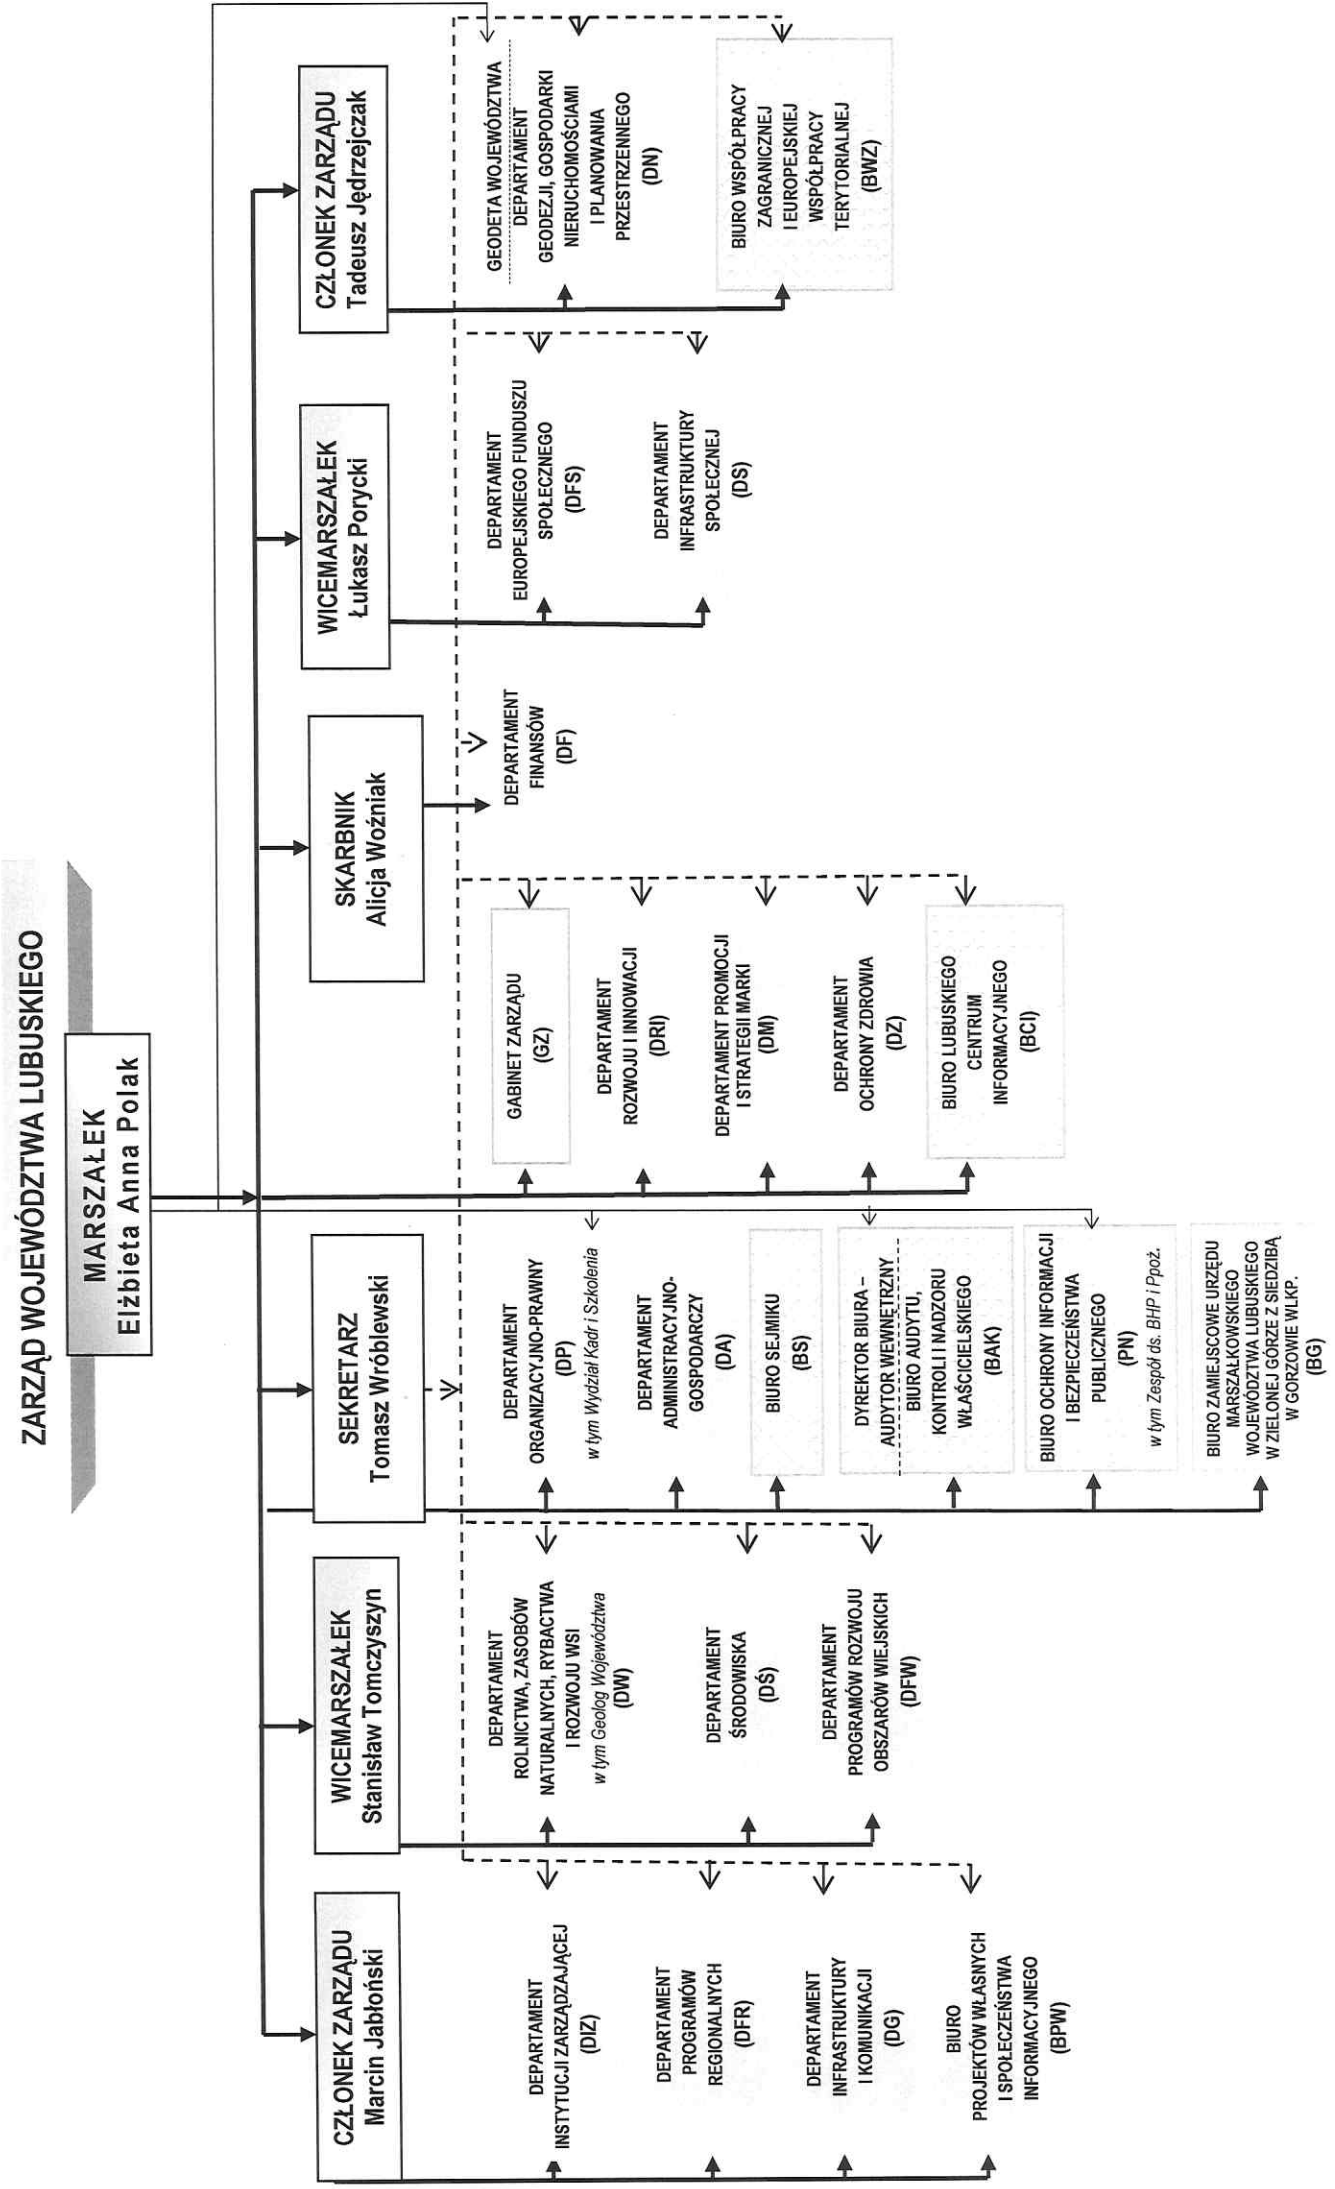 ZARZĄD WOJEWÓDZTWA LUBUSKIEGO
MARSZAŁEK
Elżbieta Anna Polak
CZŁONEK ZARZĄDU
Marcin Jabłoński
WICEMARSZAŁEK
Stanisław Tomczyszyn
SEKRETARZ
Tomasz Wróblewski
SKARBNIK
Alicja Woźniak
WICEMARSZAŁEK
Łukasz Porycki
CZŁONEK ZARZĄDU
Tadeusz Jędrzejczak
DEPARTAMENT
INSTYTUCJI ZARZĄDZAJĄCEJ
(DIZ)
DEPARTAMENT
PROGRAMÓW
REGIONALNYCH
(DFR)
DEPARTAMENT
INFRASTRUKTURY
I KOMUNIKACJI
(DG)
BIURO
PROJEKTÓW WŁASNYCH
I SPOŁECZEŃSTWA
INFORMACYJNEGO
(BPW)
DEPARTAMENT
ROLNICTWA, ZASOBÓW
NATURALNYCH, RYBACTWA
I ROZWOJU WSI
(DW)
w tym Geolog Województwa
DEPARTAMENT
ŚRODOWISKA
(DŚ)
DEPARTAMENT
PROGRAMÓW ROZWOJU
OBSZARÓW WIEJSKICH
(DFW)
DEPARTAMENT
ORGANIZACYJNO-PRAWNY
(DP)
w tym Wydział Kadr i Szkolenia
DEPARTAMENT
ADMINISTRACYJNO-
GOSPODARCZY
(DA)
BIURO SEJMIKU
(BS)
DYREKTOR BIURA –
AUDYTOR WEWNĘTRZNY
BIURO AUDYTU,
KONTROLI I NADZORU
WŁAŚCICIELSKIEGO
(BAK)
BIURO OCHRONY INFORMACJI
I BEZPIECZEŃSTWA
PUBLICZNEGO
(PN)
w tym Zespół ds. BHP i Ppoż.
BIURO ZAMIEJSCOWE URZĘDU
MARSZAŁKOWSKIEGO
WOJEWÓDZTWA LUBUSKIEGO
W ZIELONEJ GÓRZE Z SIEDZIBĄ
W GORZOWIE WLKP.
(BG)
GABINET ZARZĄDU
(GZ)
DEPARTAMENT
ROZWOJU I INNOWACJI
(DRI)
DEPARTAMENT PROMOCJI
I STRATEGII MARKI
(DM)
DEPARTAMENT
OCHRONY ZDROWIA
(DZ)
BIURO LUBUSKIEGO
CENTRUM
INFORMACYJNEGO
(BCI)
DEPARTAMENT
FINANSÓW
(DF)
DEPARTAMENT
EUROPEJSKIEGO FUNDUSZU
SPOŁECZNEGO
(DFS)
DEPARTAMENT
INFRASTRUKTURY
SPOŁECZNEJ
(DS)
GEODETA WOJEWÓDZTWA
DEPARTAMENT
GEODEZJI, GOSPODARKI
NIERUCHOMOŚCIAMI
I PLANOWANIA
PRZESTRZENNEGO
(DN)
BIURO WSPÓŁPRACY
ZAGRANICZNEJ
I EUROPEJSKIEJ
WSPÓŁPRACY
TERYTORIALNEJ
(BWZ)